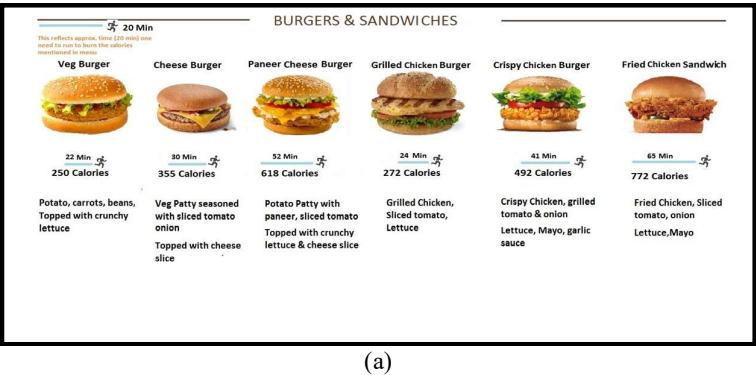 BURGERS & SANDWICHES
20 Min
This reflects approx. time (20 min) one
need to run to burn the calories
mentioned in menu
Veg Burger
Cheese Burger
Paneer Cheese Burger
Grilled Chicken Burger
Crispy Chicken Burger
Fried Chicken Sandwich
22 Min
30 Min
52 Min
24 Min
41 Min
65 Min
250 Calories
355 Calories
618 Calories
272 Calories
492 Calories
772 Calories
Potato, carrots, beans,
Topped with crunchy
lettuce
Veg Patty seasoned
with sliced tomato
onion
Topped with cheese
slice
Potato Patty with
paneer, sliced tomato
Topped with crunchy
lettuce & cheese slice
Grilled Chicken,
Sliced tomato,
Lettuce
Crispy Chicken, grilled
tomato & onion
Lettuce, Mayo, garlic
sauce
Fried Chicken, Sliced
tomato, onion
Lettuce,Mayo
(a)